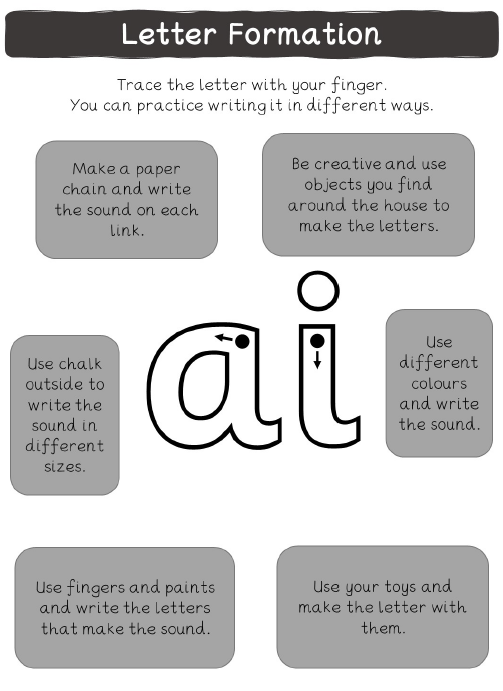 Letter Formation
Trace the letter with your finger.
You can practice writing it in different ways.
Make a paper
chain and write
the sound on each
link.
Be creative and use
objects you find
around the house to
make the letters.
ai
Use chalk
outside to
write the
sound in
different
sizes.
Use
different
colours
and write
the sound.
Use fingers and paints
and write the letters
that make the sound.
Use your toys and
make the letter with
them.